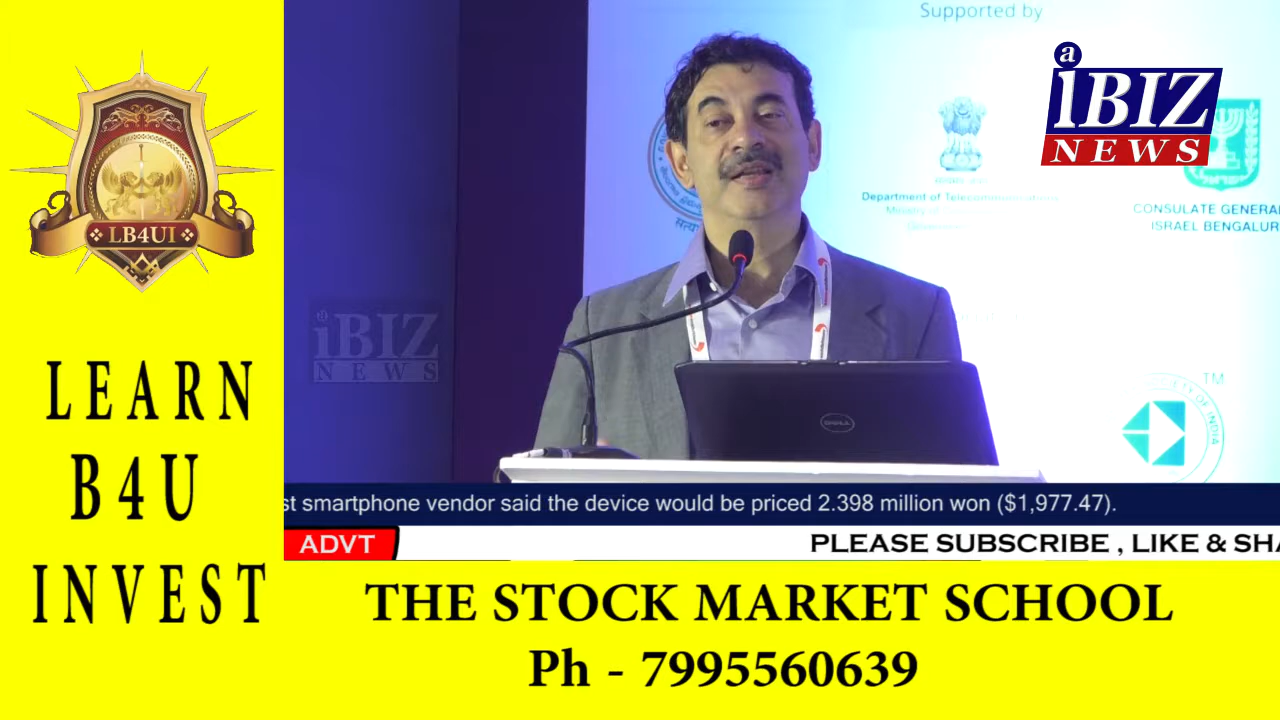 LB4UI
LEARN
B4U
INVEST
Supported by
a
iBIZ
NEWS
Department of Telecommunications
CONSULATE GENERAL
ISRAEL BENGALUR
a
iBIZ
NEWS
TM
DELL
st smartphone vendor said the device would be priced 2.398 million won ($1,977.47).
ADVT
PLEASE SUBSCRIBE , LIKE & SHA
THE STOCK MARKET SCHOOL
Ph - 7995560639